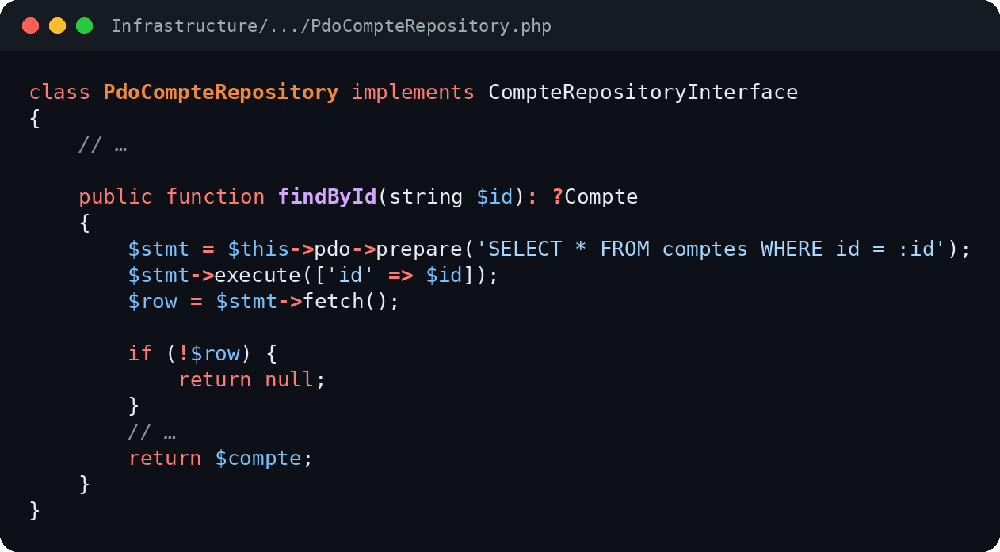 Infrastructure/.../PdoCompteRepository.php
class PdoCompteRepository implements CompteRepositoryInterface
{
    // …
    public function findById(string $id): ?Compte
    {
        $stmt = $this->pdo->prepare('SELECT * FROM comptes WHERE id = :id');
        $stmt->execute(['id' => $id]);
        $row = $stmt->fetch();
        if (!$row) {
            return null;
        }
        // …
        return $compte;
    }
}